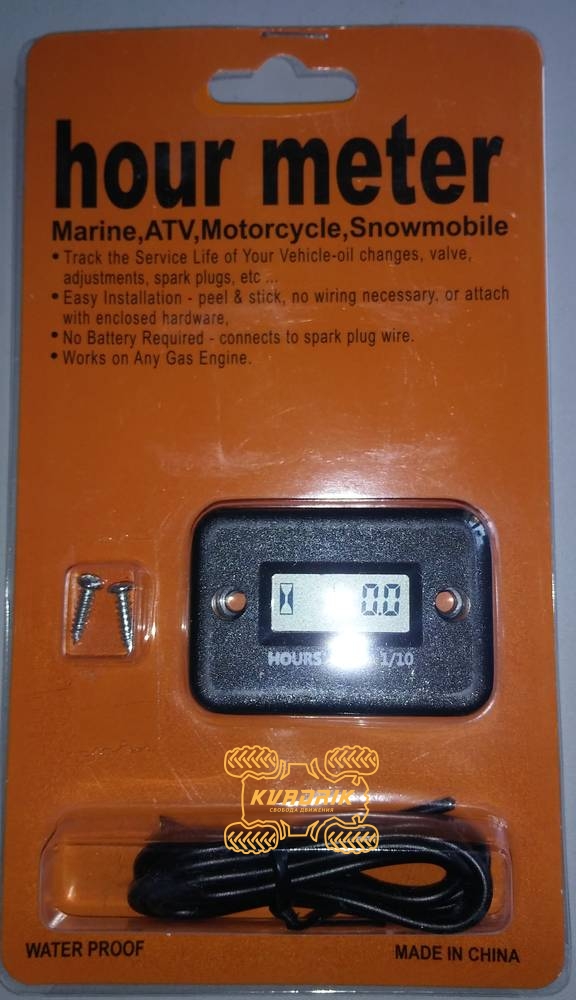 hour meter
Marine,ATV,Motorcycle,Snowmobile
• Track the Service Life of Your Vehicle-oil changes, valve,
adjustments, spark plugs, etc ...
• Easy Installation - peel & stick, no wiring necessary. or attach
with enclosed hardware,
• No Battery Required - connects to spark plug wire.
• Works on Any Gas Engine.
0.0
HOURS
1/10
KVADRIK
СВОБОДА ДВИЖЕНИЯ
WATER PROOF
MADE IN CHINA